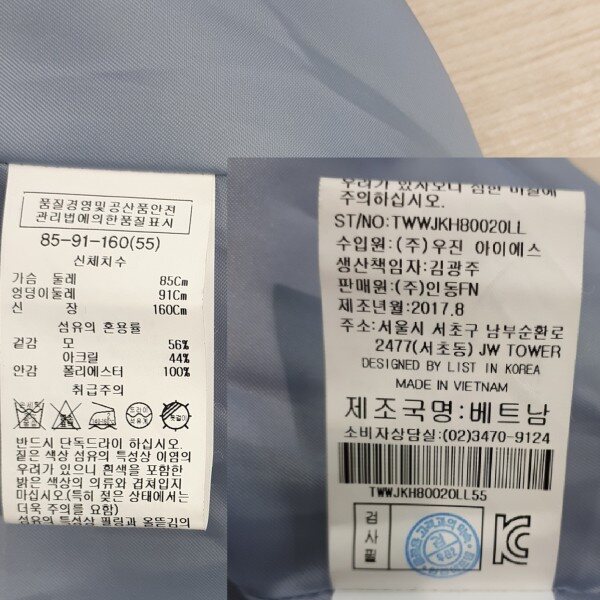 품질경영및공산품안전
관리법에의한품질표시
85-91-160(55)
신체치수
가슴 둘레 85Cm
엉덩이둘레 91Cm
신 장 160Cm
섬유의 혼용률
겉감 모 56%
아크릴 44%
안감 폴리에스터 100%
취급주의
반드시 단독드라이 하십시오.
짙은 색상 섬유의 특성상 이염의
우려가 있으니 흰색을 포함한
밝은 색상의 의류와 겹쳐입지
마십시오.(특히 젖은 상태에서는
더욱 주의를 요함)
섬유의 특성상 필링과 올뜯김의
우려가 있사오니
주의하십시오.
ST/NO:TWWJKH80020LL
수입원:(주)우진 아이에스
생산책임자:김광주
판매원:(주)인동FN
제조년월:2017.8
주소:서울시 서초구 남부순환로
2477(서초동) JW TOWER
DESIGNED BY LIST IN KOREA
MADE IN VIETNAM
제조국명:베트남
소비자상담실:(02)3470-9124
TWWJKH80020LL55
검사필